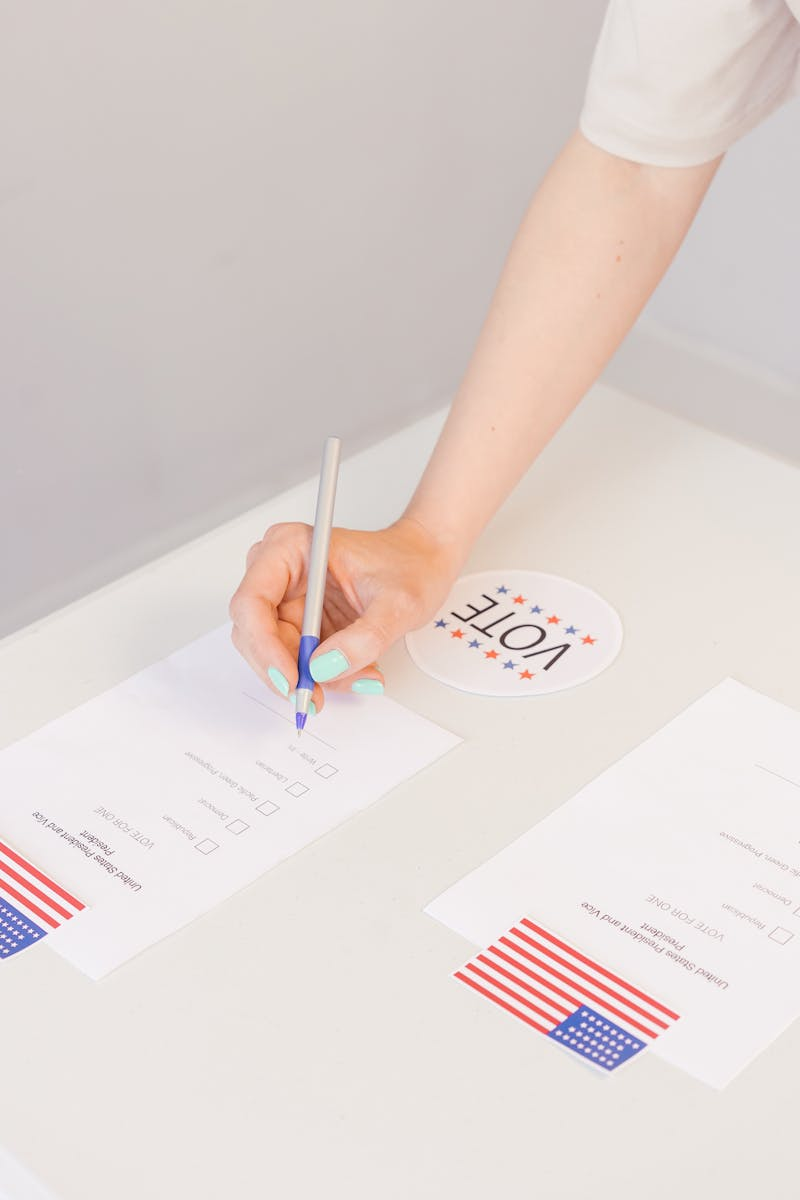 VOTE
United States President and Vice
President
VOTE FOR ONE
Republican
Democrat
Pacific Green, Progressive
Libertarian
Write - in
United States President and Vice
President
VOTE FOR ONE
Republican
Democrat
Green, Progressive